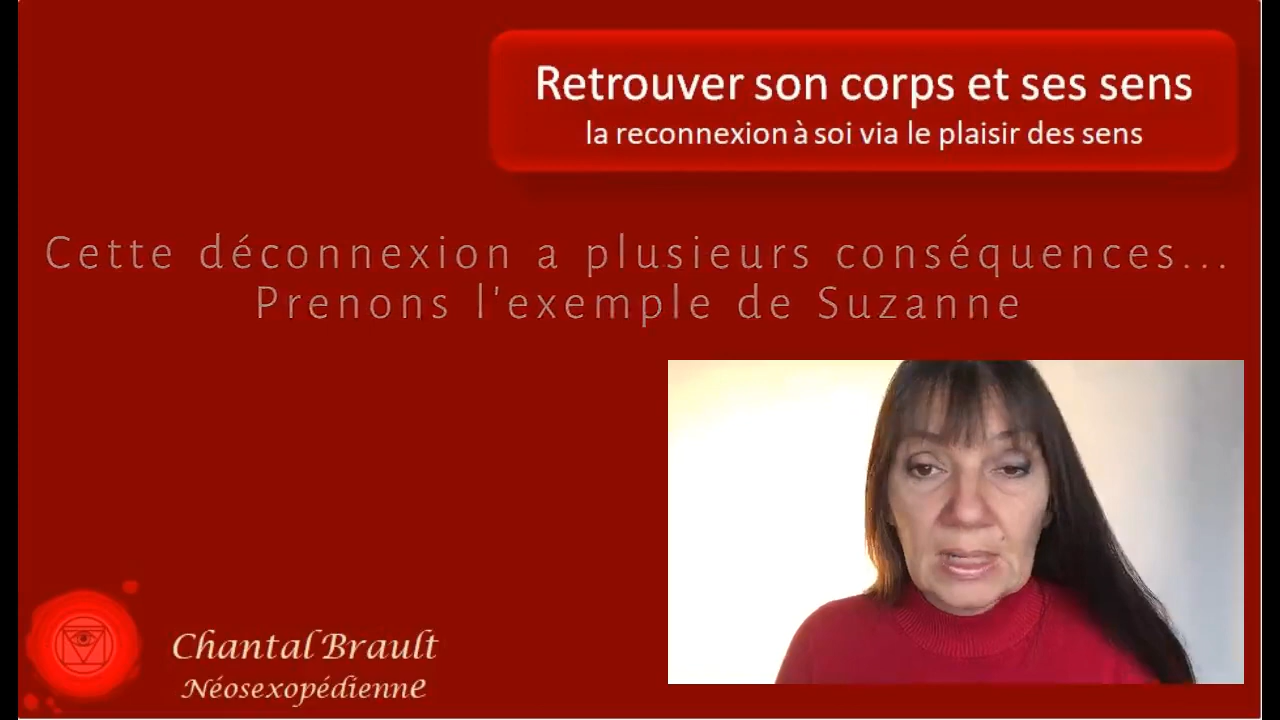 Retrouver son corps et ses sens
la reconnexion à soi via le plaisir des sens
Cette déconnexion a plusieurs conséquences...
Prenons l'exemple de Suzanne
Chantal Brault
Néosexopédienne